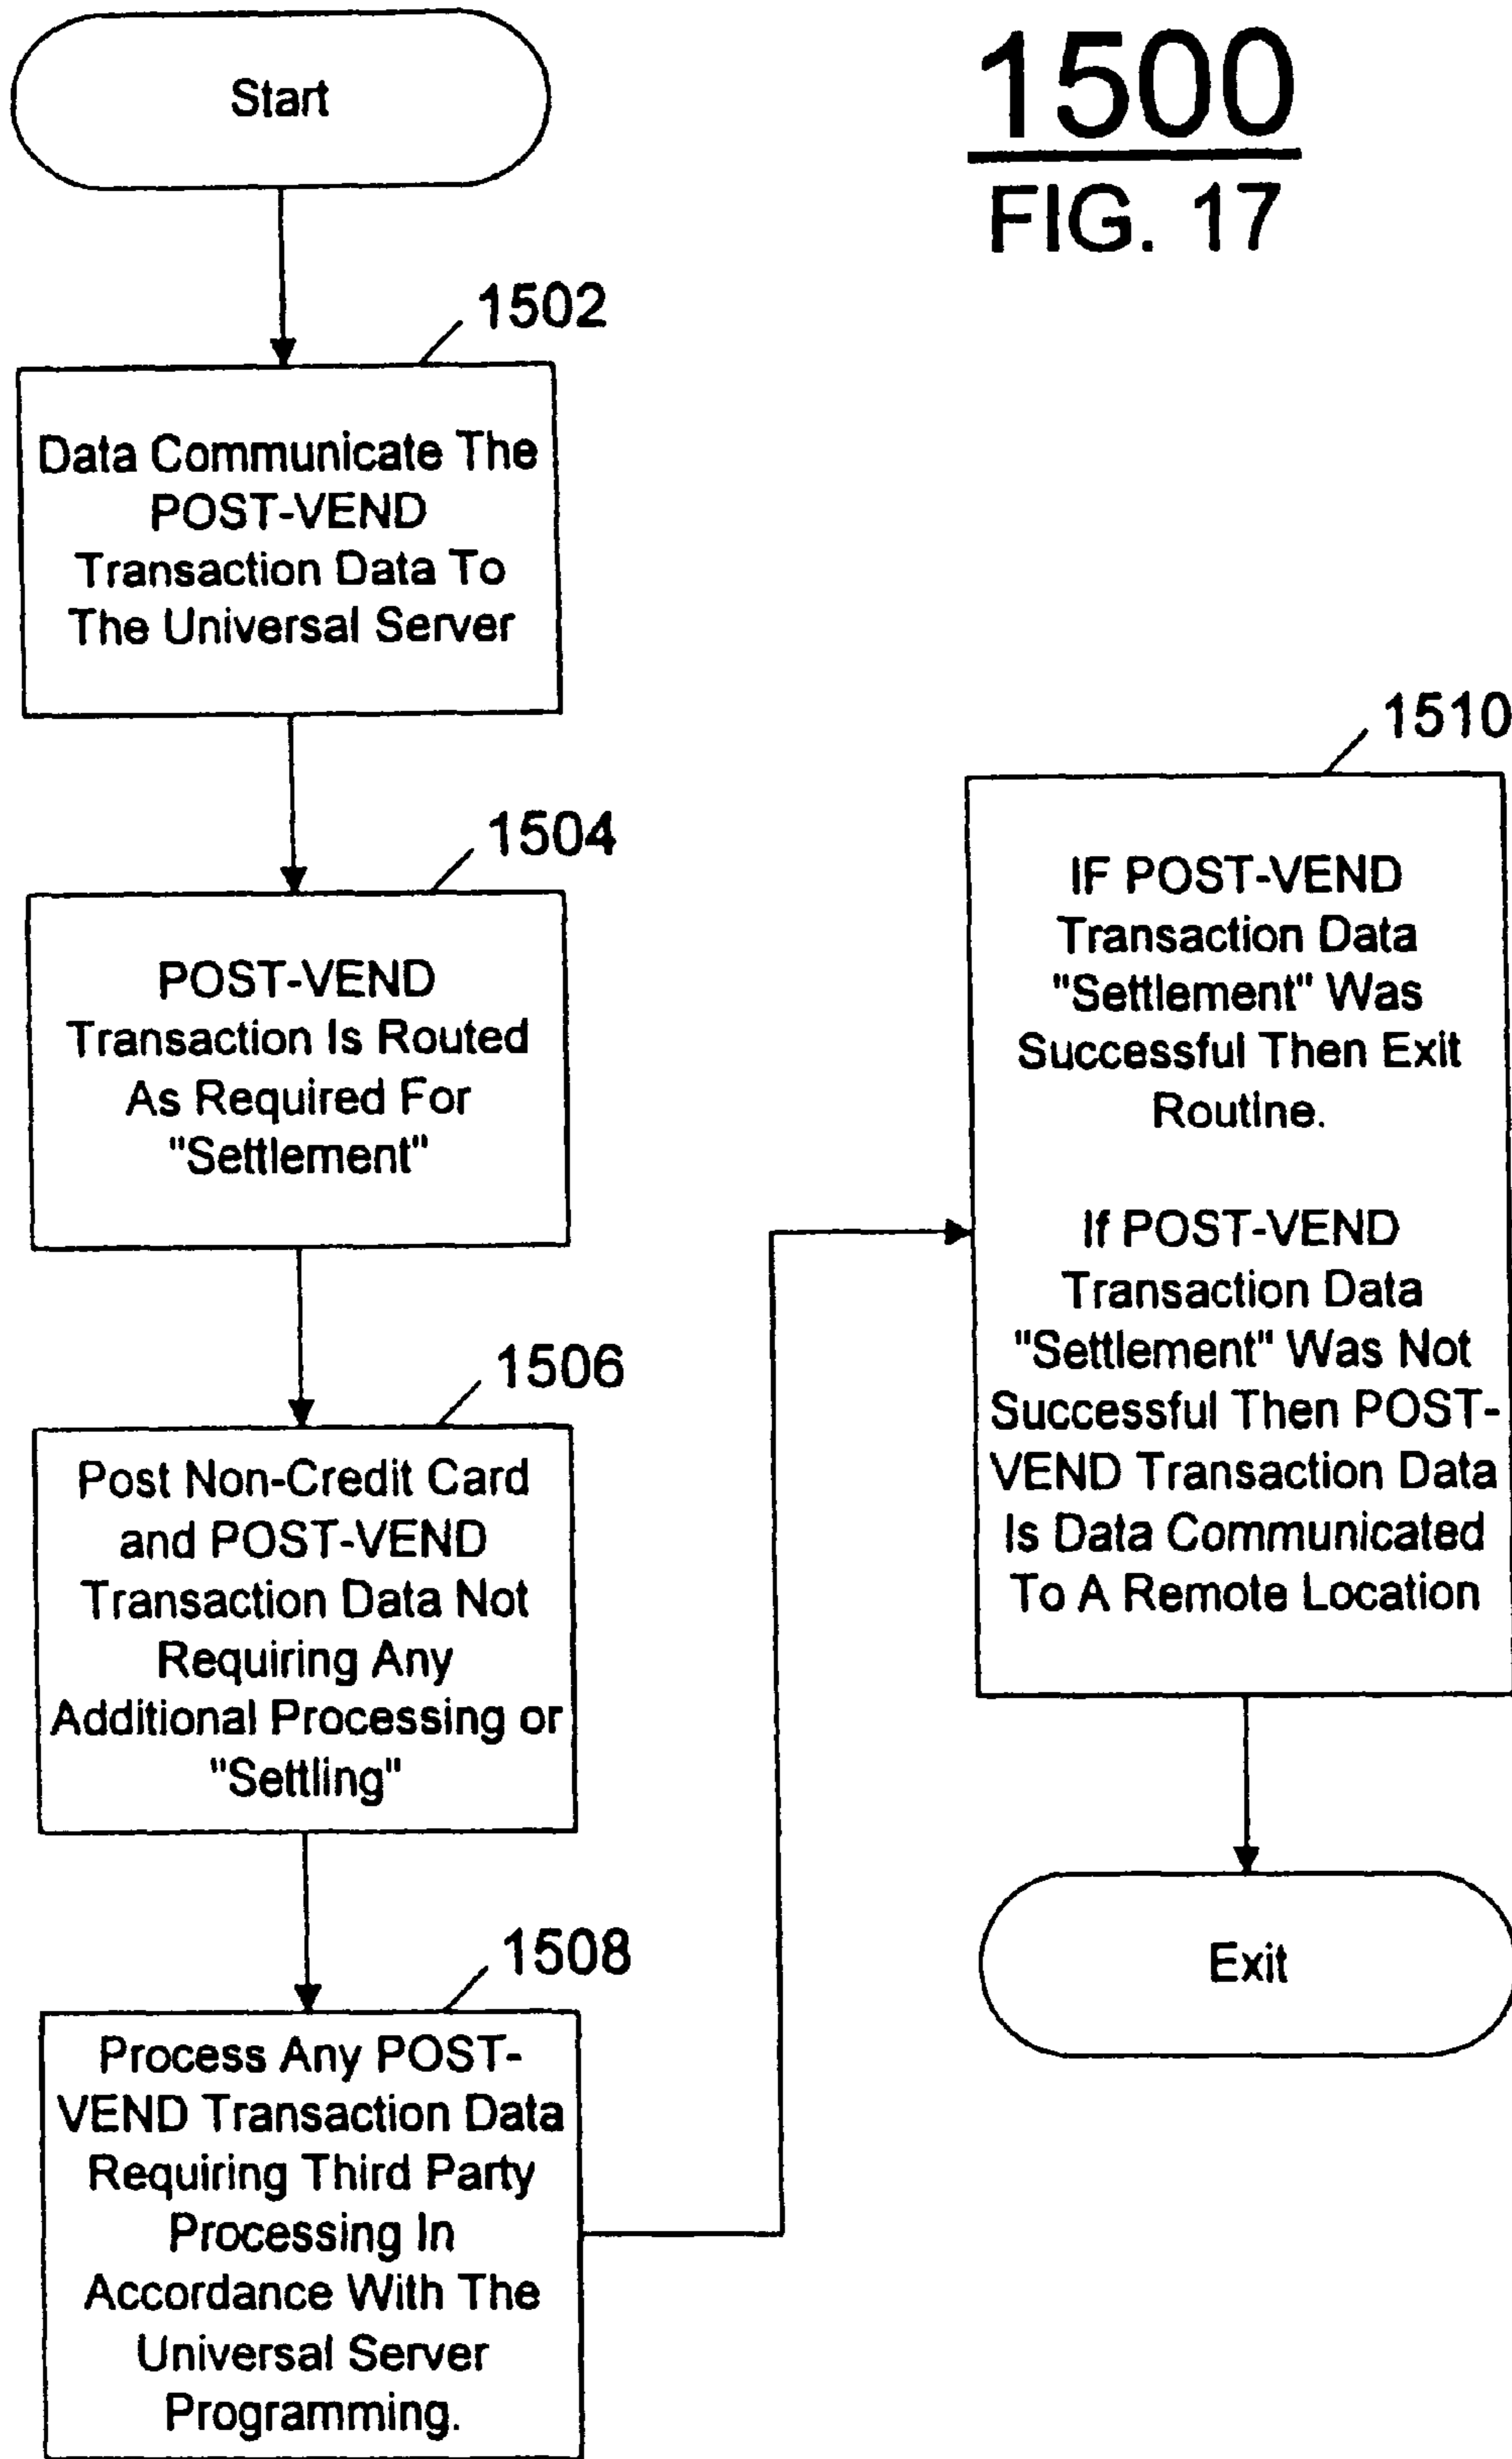 1500
FIG. 17
Start
1502
Data Communicate The
POST-VEND
Transaction Data To
The Universal Server
1504
POST-VEND
Transaction Is Routed
As Required For
"Settlement"
1506
Post Non-Credit Card
and POST-VEND
Transaction Data Not
Requiring Any
Additional Processing or
"Settling"
1508
Process Any POST-
VEND Transaction Data
Requiring Third Party
Processing In
Accordance With The
Universal Server
Programming.
1510
IF POST-VEND
Transaction Data
"Settlement" Was
Successful Then Exit
Routine.
If POST-VEND
Transaction Data
"Settlement" Was Not
Successful Then POST-
VEND Transaction Data
Is Data Communicated
To A Remote Location
Exit